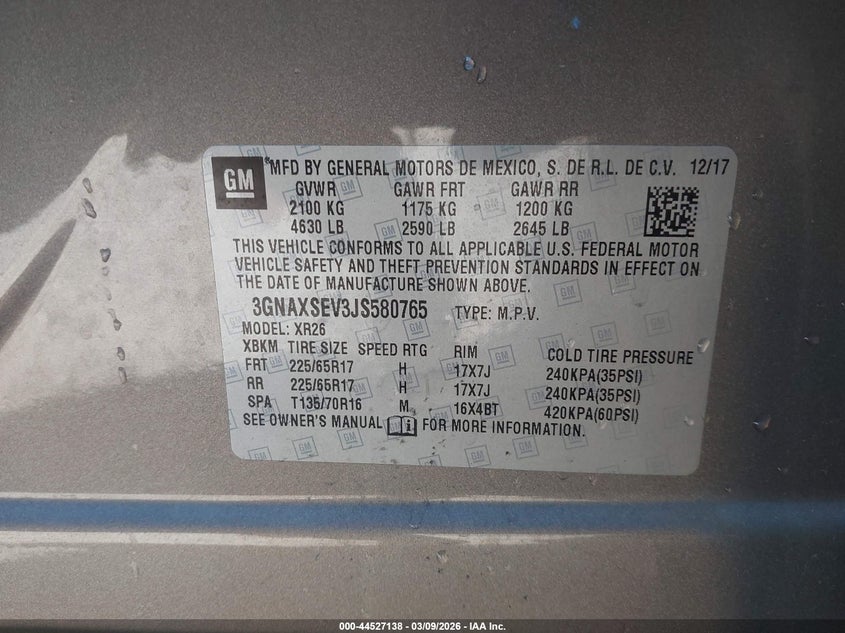 GM *MFD BY GENERAL MOTORS DE MEXICO, S. DE R.L. DE C.V. 12/17
GVWR GAWR FRT GAWR RR
2100 KG 1175 KG 1200 KG
4630 LB 2590 LB 2645 LB
THIS VEHICLE CONFORMS TO ALL APPLICABLE U.S. FEDERAL MOTOR
VEHICLE SAFETY AND THEFT PREVENTION STANDARDS IN EFFECT ON
THE DATE OF MANUFACTURE SHOWN ABOVE.
3GNAXSEV3JS580765 TYPE: M.P.V.
MODEL: XR26
XBKM TIRE SIZE SPEED RTG RIM COLD TIRE PRESSURE
FRT 225/65R17 H 17X7J 240KPA(35PSI)
RR 225/65R17 H 17X7J 240KPA(35PSI)
SPA T135/70R16 M 16X4BT 420KPA(60PSI)
SEE OWNER'S MANUAL FOR MORE INFORMATION.
000-44527138 - 03/09/2026 - IAA Inc.